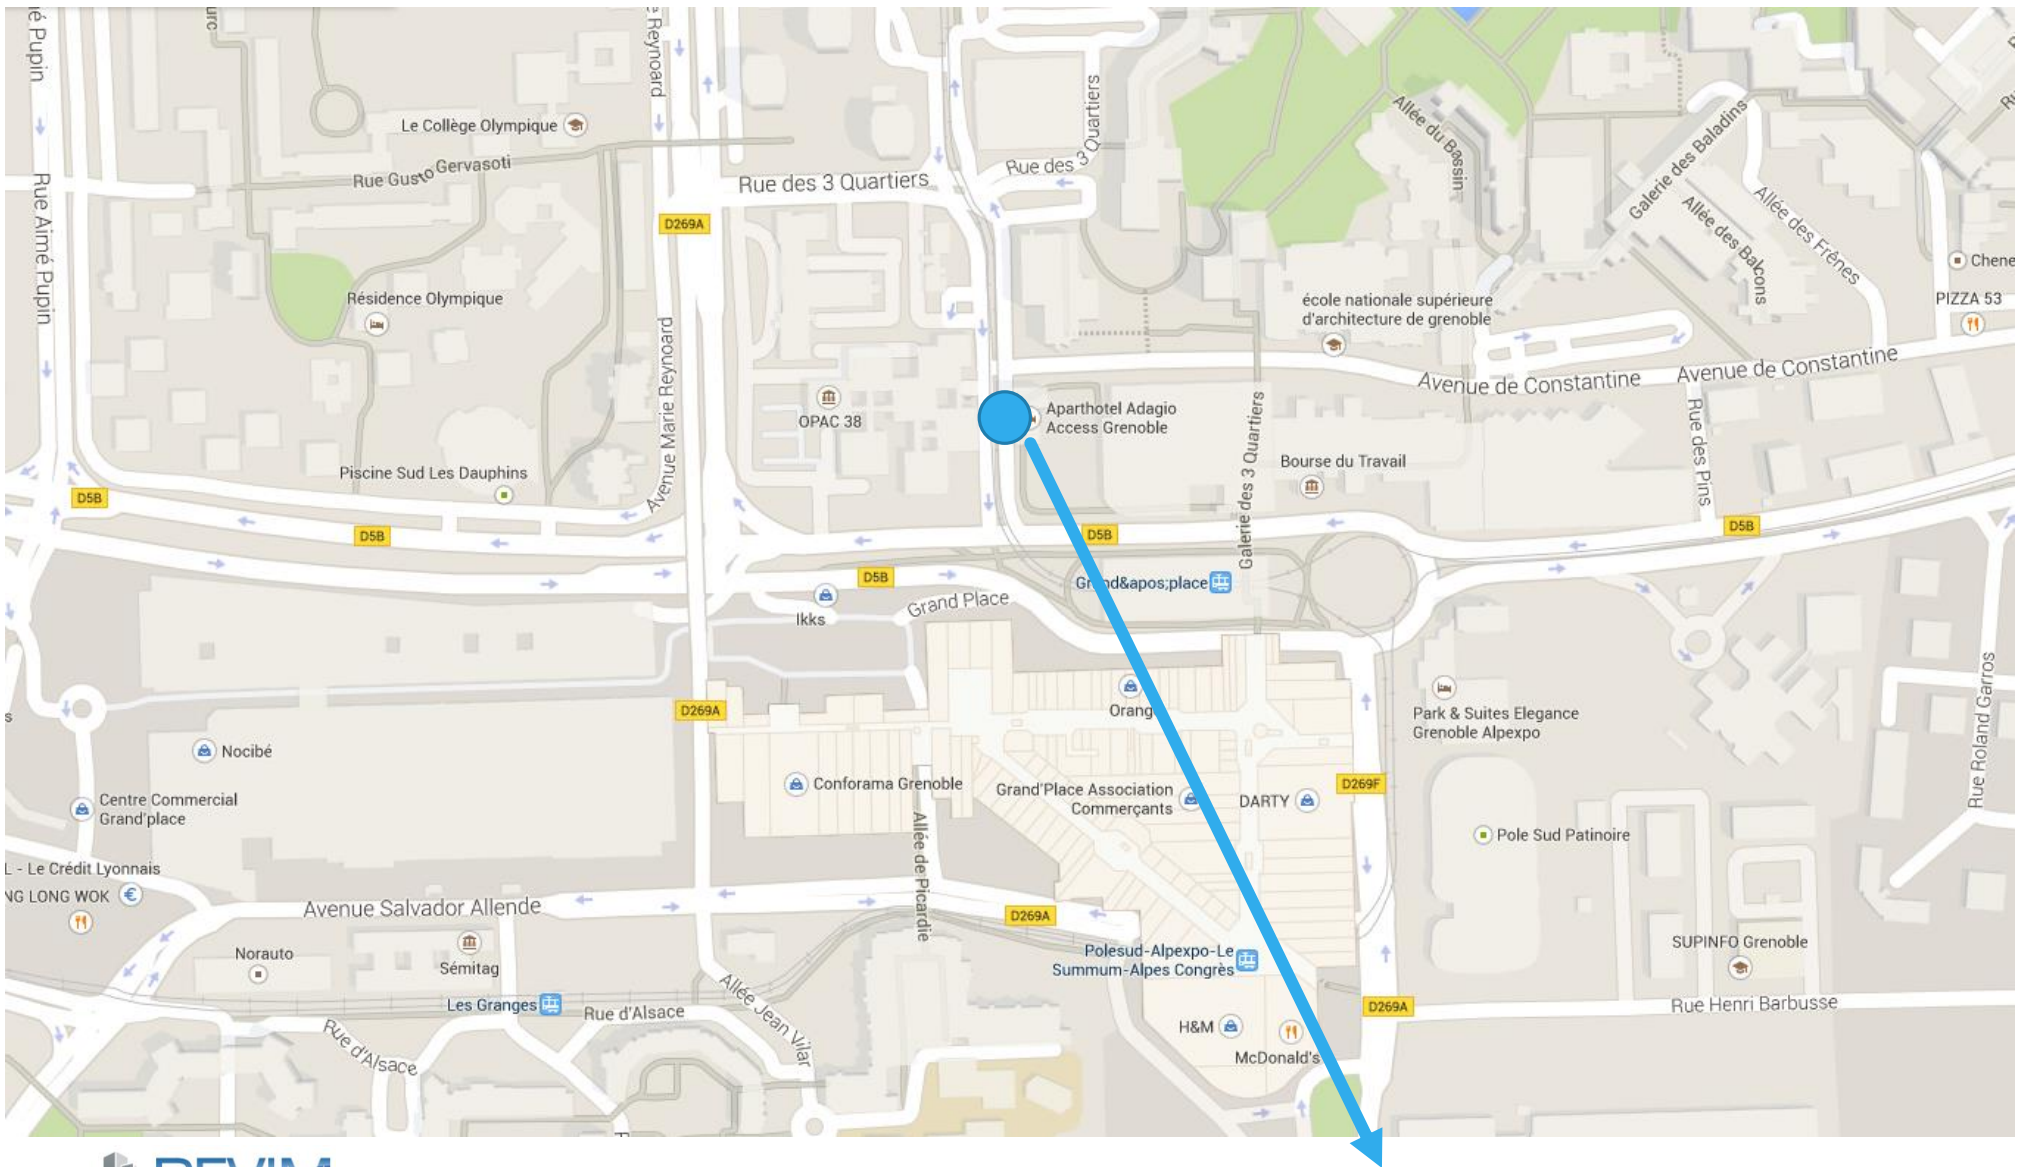 Le Collège Olympique
Rue Gusto Gervasoti
Rue des 3 Quartiers
Rue des 3 Quartiers
D269A
Rue Aimé Pupin
Résidence Olympique
Avenue Marie Reynoard
Allée du Bassin
Galerie des Baladins
Allée des Balcons
Allée des Frênes
Chene
PIZZA 53
école nationale supérieure
d'architecture de grenoble
Avenue de Constantine
Avenue de Constantine
OPAC 38
Aparthotel Adagio
Access Grenoble
Galerie des 3 Quartiers
Bourse du Travail
Rue des Pins
Piscine Sud Les Dauphins
D5B
D5B
D5B
D5B
D5B
Grand&apos;place
Ikks
Grand Place
Orange
D269A
Nocibé
Conforama Grenoble
Grand'Place Association
Commerçants
DARTY
D269F
Park & Suites Elegance
Grenoble Alpexpo
Rue Roland Garros
Pole Sud Patinoire
Centre Commercial
Grand'place
L - Le Crédit Lyonnais
NG LONG WOK
Allée de Picardie
Avenue Salvador Allende
D269A
Norauto
Sémitag
Polesud-Alpexpo-Le
Summum-Alpes Congrès
SUPINFO Grenoble
Les Granges
Rue d'Alsace
Rue d'Alsace
Allée Jean Vilar
D269A
Rue Henri Barbusse
H&M
McDonald's